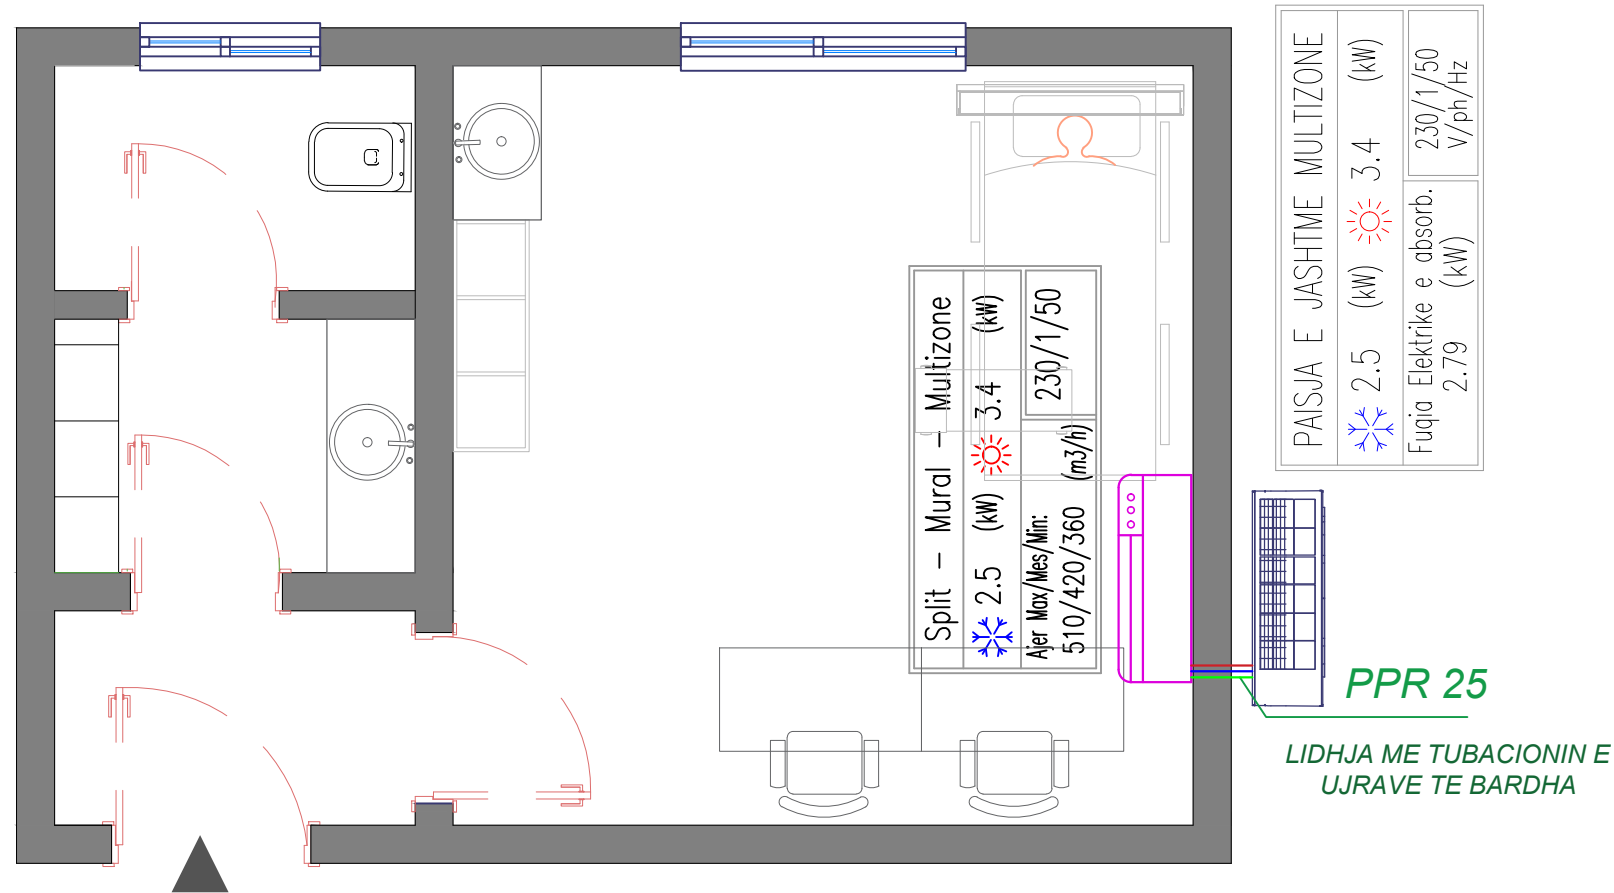 PAISJA E JASHTME MULTIZONE
2.5 (kW) 3.4 (kW)
Fuqia Elektrike e absorb.
2.79 (kW)
230/1/50
V/ph/Hz
Split - Mural - Multizone
2.5 (kW) 3.4 (kW)
Ajer Max/Mes/Min:
510/420/360 (m3/h)
230/1/50
PPR 25
LIDHJA ME TUBACIONIN E
UJRAVE TE BARDHA